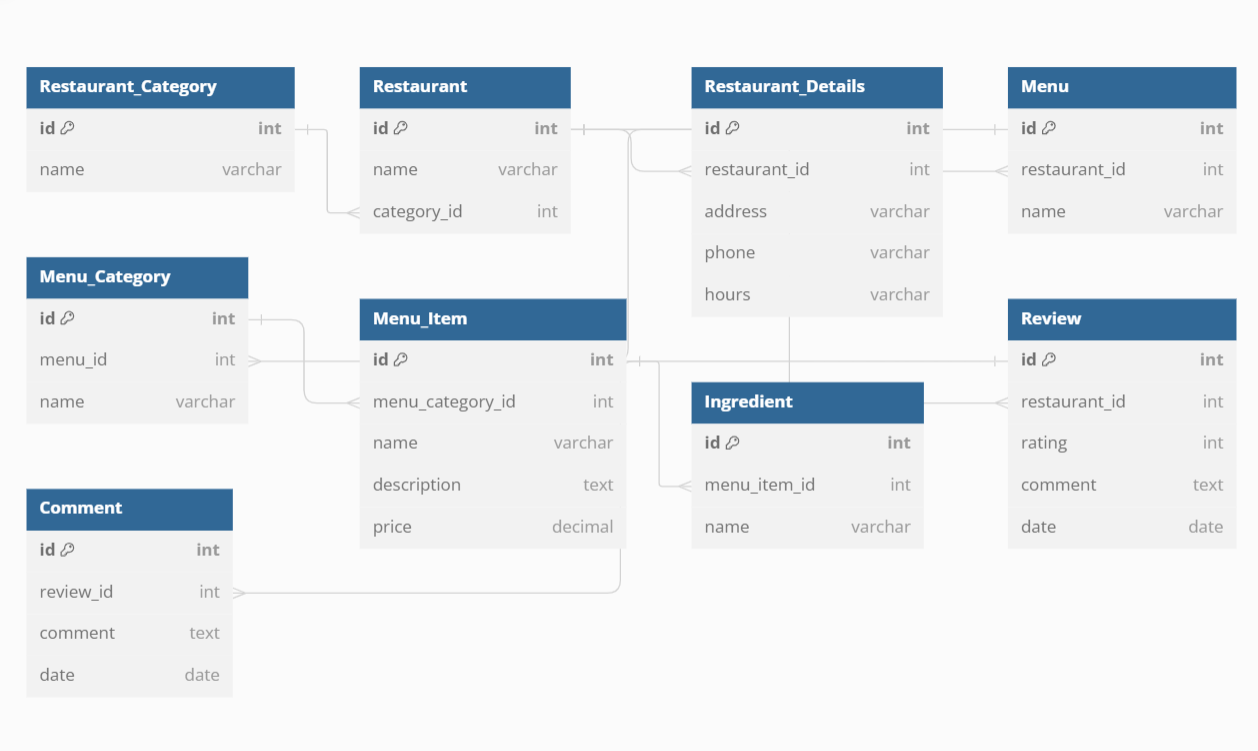 Restaurant_Category
id int
name varchar
Restaurant
id int
name varchar
category_id int
Restaurant_Details
id int
restaurant_id int
address varchar
phone varchar
hours varchar
Menu
id int
restaurant_id int
name varchar
Menu_Category
id int
menu_id int
name varchar
Menu_Item
id int
menu_category_id int
name varchar
description text
price decimal
Ingredient
id int
menu_item_id int
name varchar
Review
id int
restaurant_id int
rating int
comment text
date date
Comment
id int
review_id int
comment text
date date